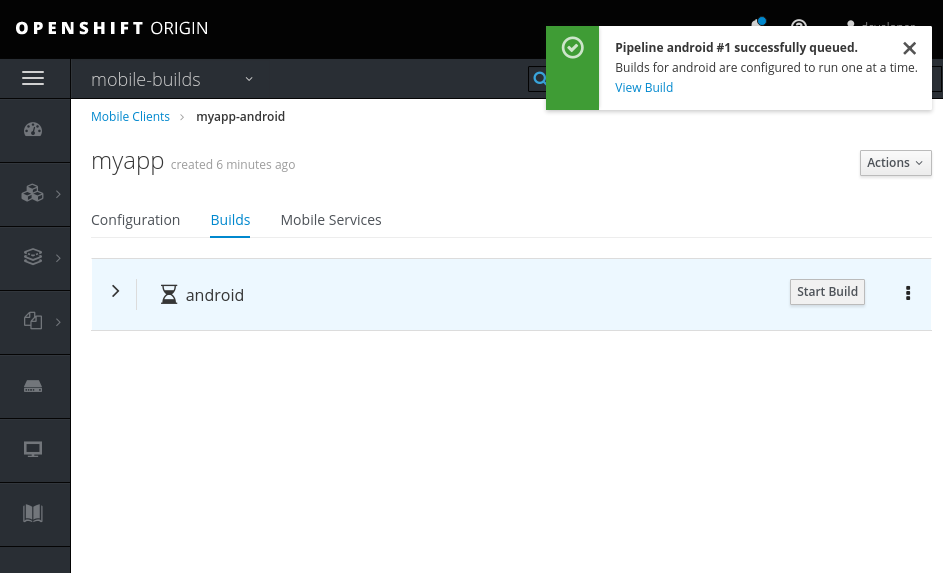 OPENSHIFT ORIGIN
Pipeline android #1 successfully queued.
Builds for android are configured to run one at a time.
View Build
mobile-builds
Mobile Clients > myapp-android
myapp created 6 minutes ago
Actions
Configuration Builds Mobile Services
android
Start Build